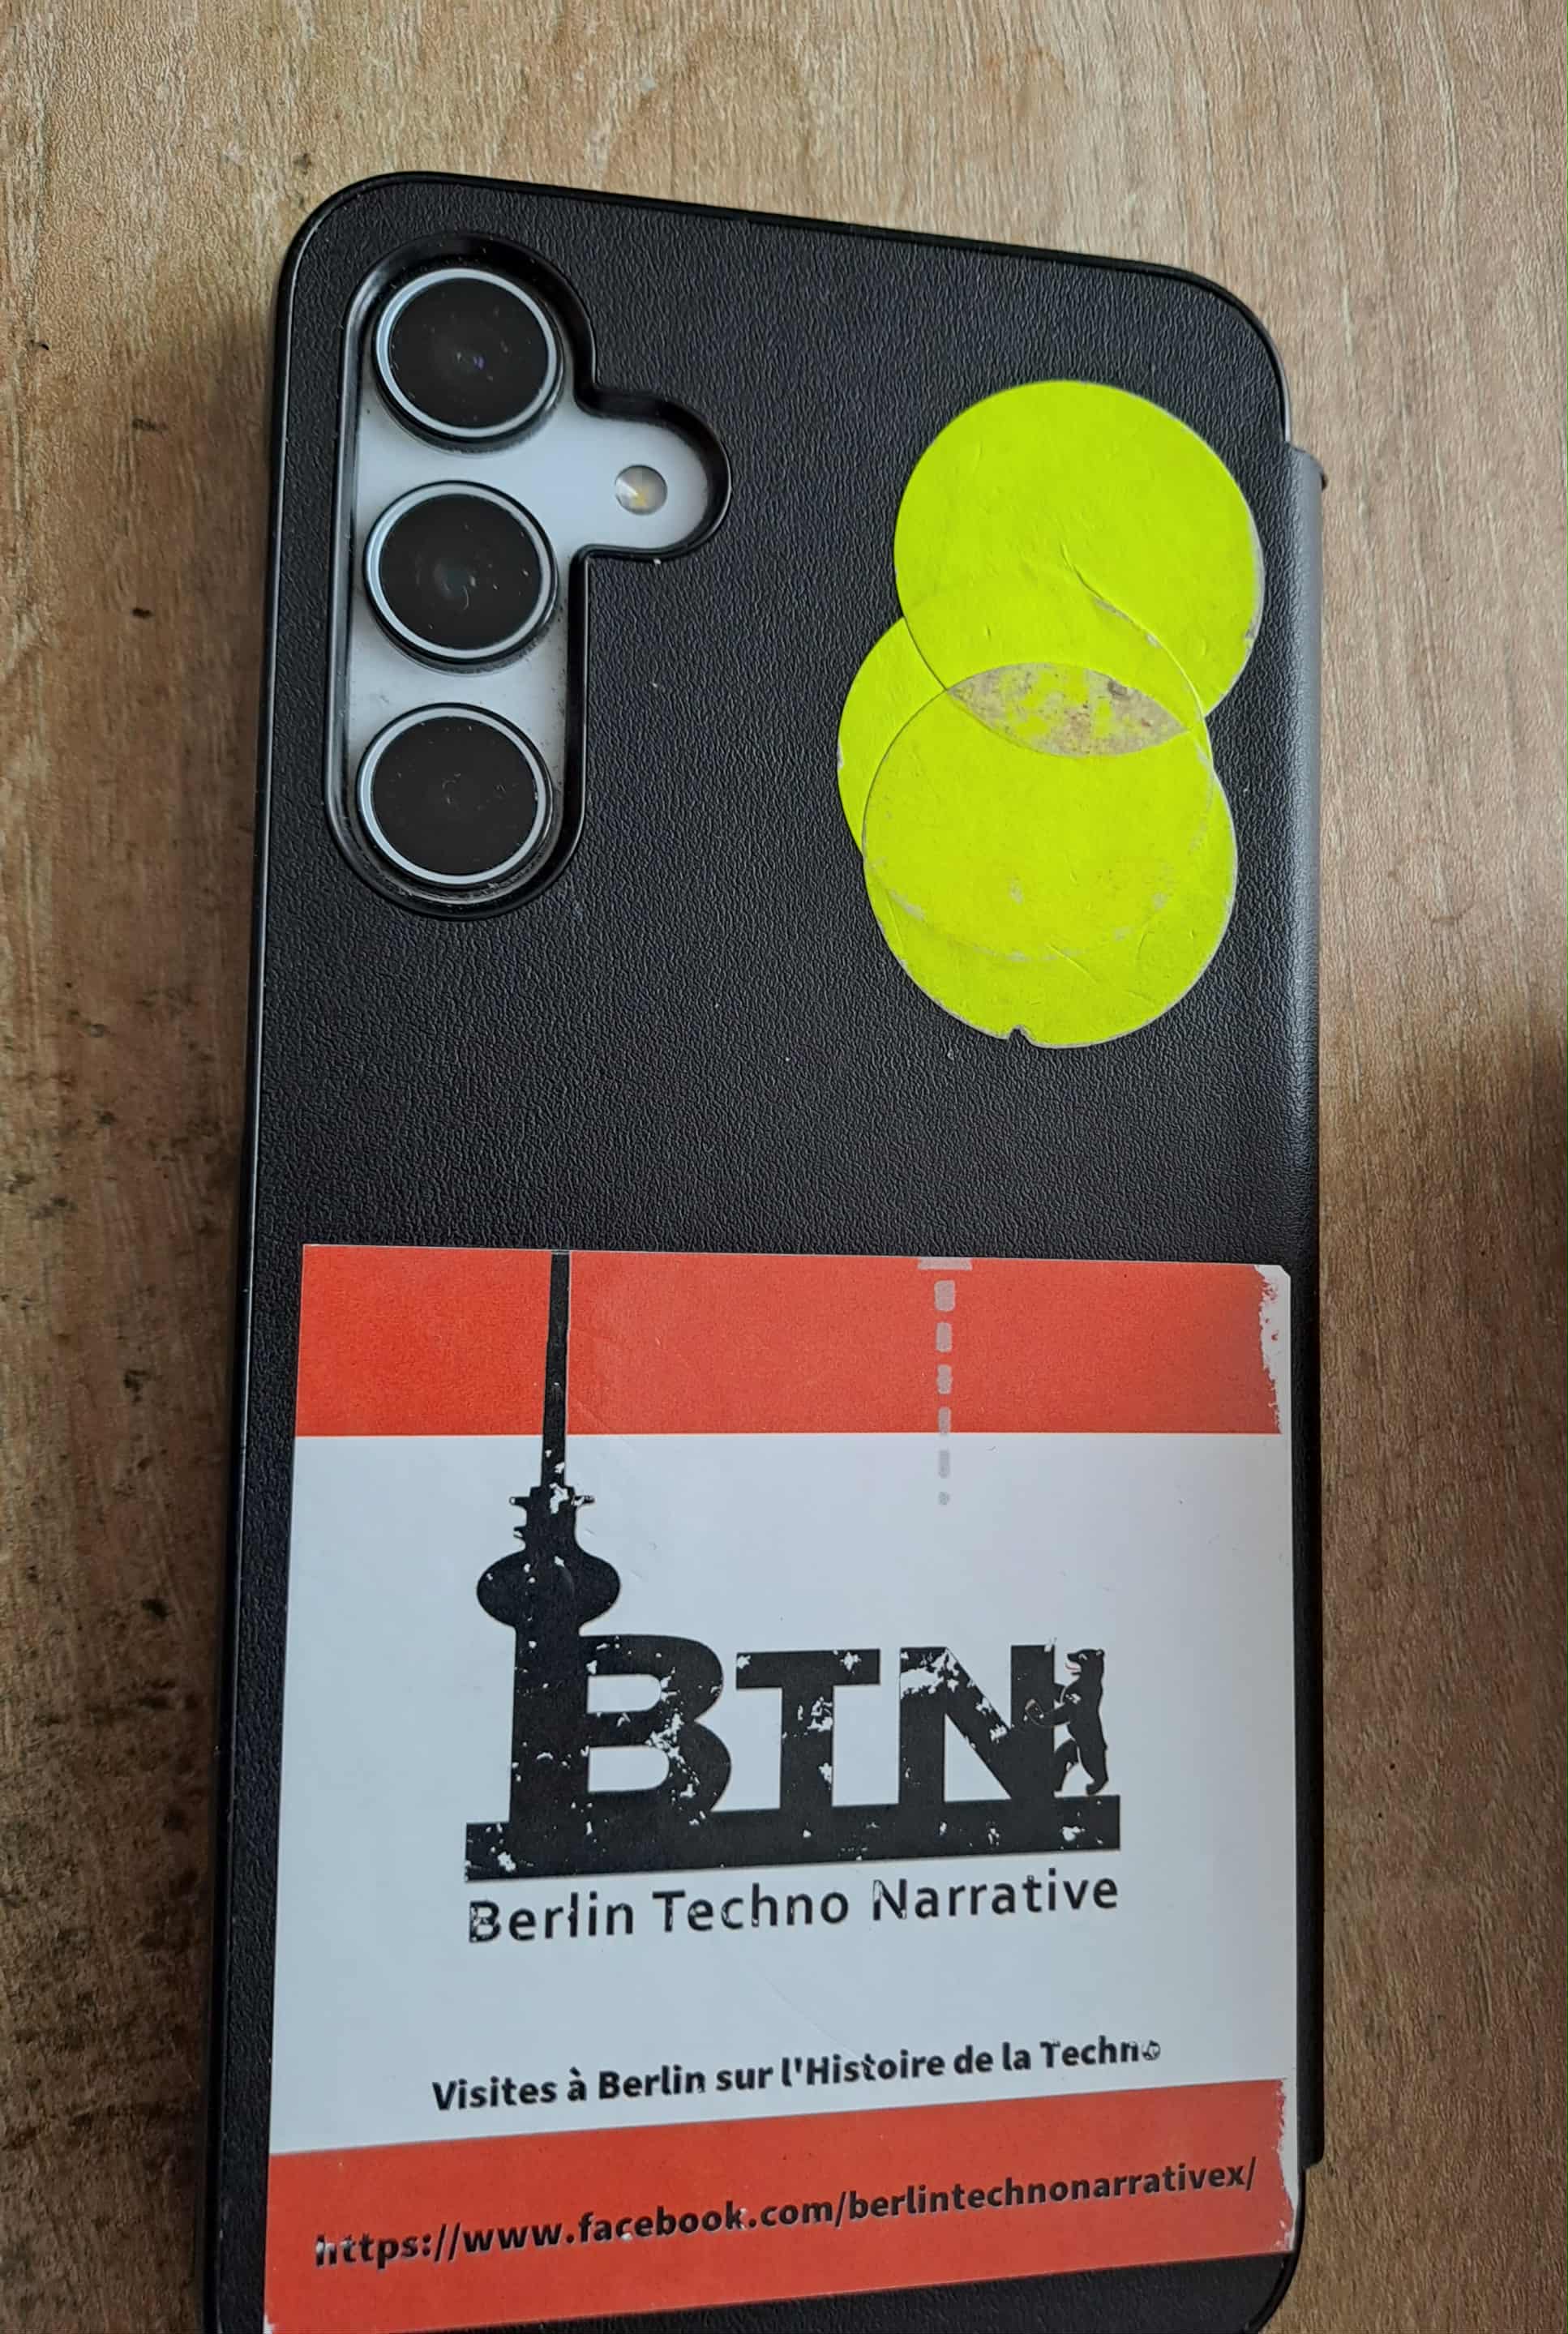 BTN
Berlin Techno Narrative
Visites à Berlin sur l'Histoire de la Techno
https://www.facebook.com/berlintechnonarrativex/